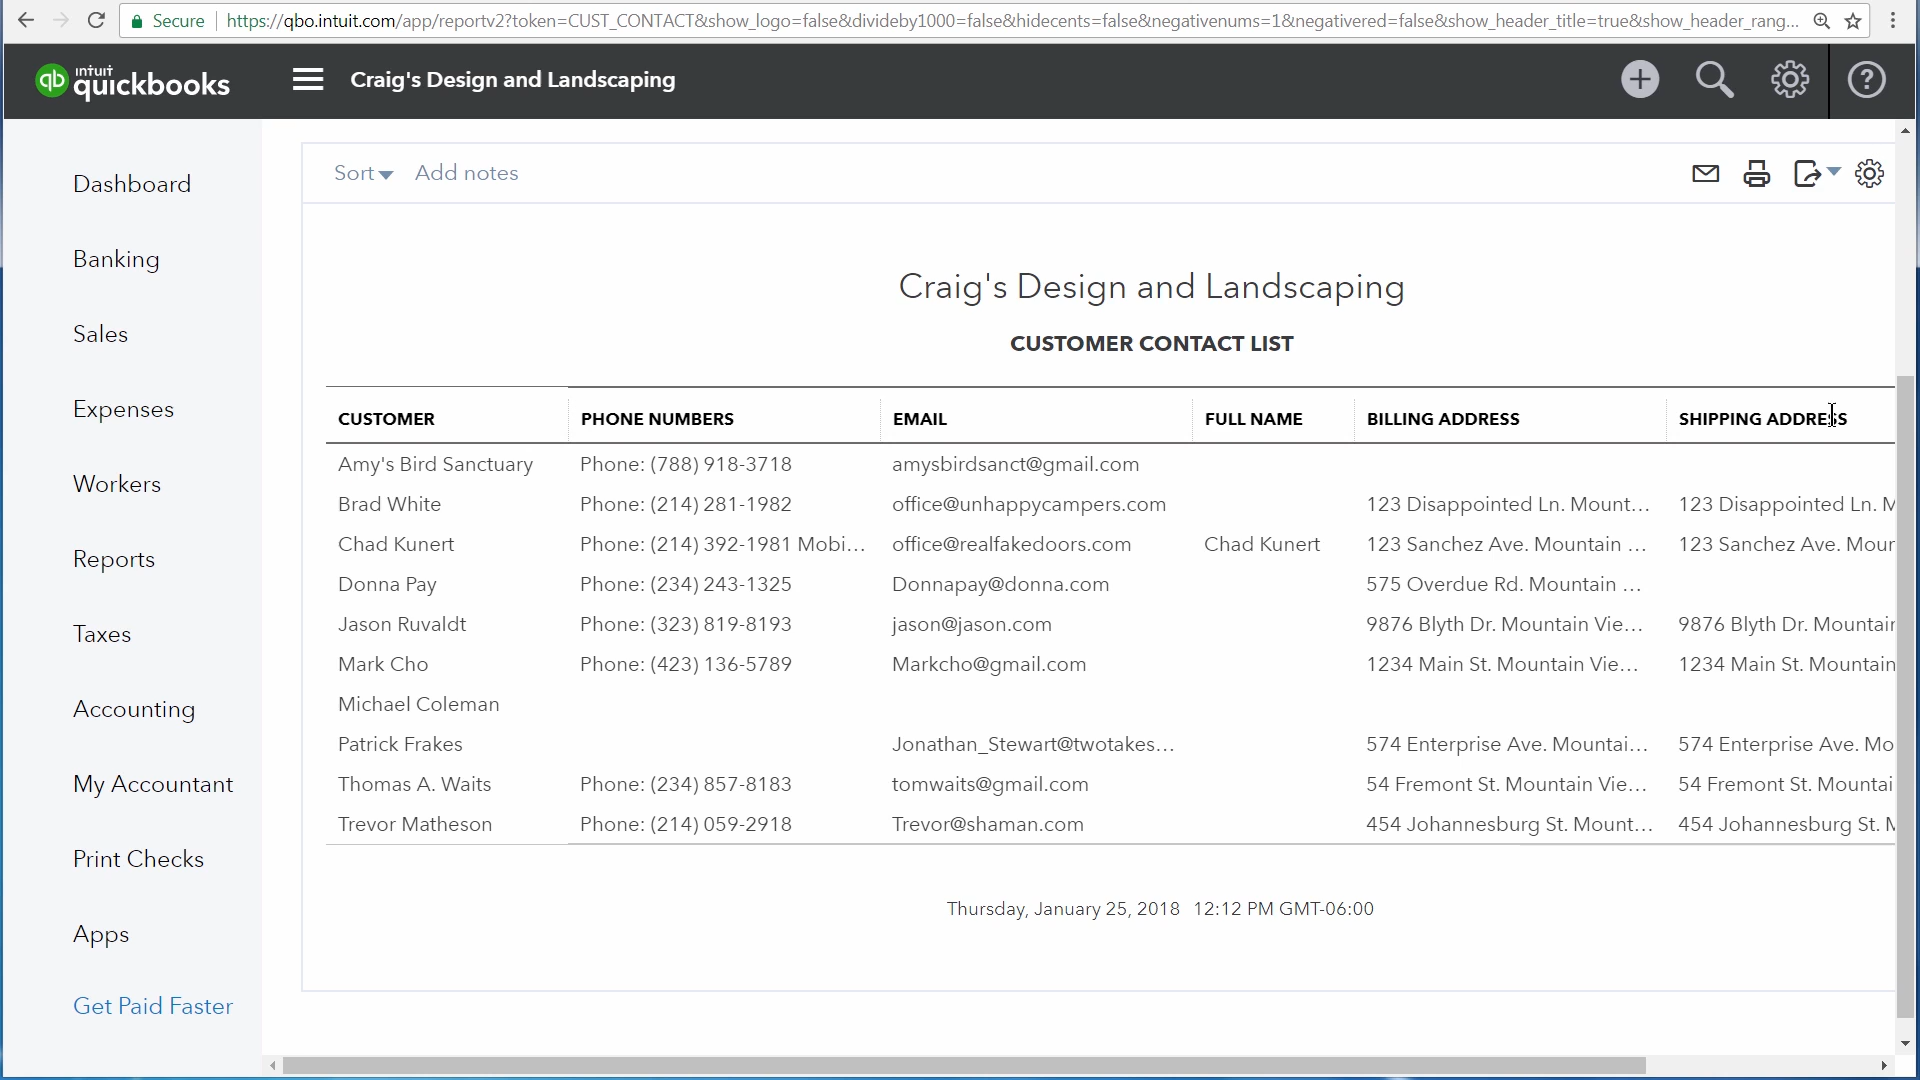 Secure https://qbo.intuit.com/app/reportv2?token=CUST_CONTACT&show_logo=false&divideby1000=false&hidecents=false&negativenums=1&negativered=false&show_header_title=true&show_header_rang...
qb intuit quickbooks Craig's Design and Landscaping
Dashboard
Banking
Sales
Expenses
Workers
Reports
Taxes
Accounting
My Accountant
Print Checks
Apps
Get Paid Faster
Sort Add notes
Craig's Design and Landscaping
CUSTOMER CONTACT LIST
CUSTOMER PHONE NUMBERS EMAIL FULL NAME BILLING ADDRESS SHIPPING ADDRESS
Amy's Bird Sanctuary Phone: (788) 918-3718 amysbirdsanct@gmail.com
Brad White Phone: (214) 281-1982 office@unhappycampers.com 123 Disappointed Ln. Mount... 123 Disappointed Ln. M
Chad Kunert Phone: (214) 392-1981 Mobi... office@realfakedoors.com Chad Kunert 123 Sanchez Ave. Mountain ... 123 Sanchez Ave. Mour
Donna Pay Phone: (234) 243-1325 Donnapay@donna.com 575 Overdue Rd. Mountain ...
Jason Ruvaldt Phone: (323) 819-8193 jason@jason.com 9876 Blyth Dr. Mountain Vie... 9876 Blyth Dr. Mountain
Mark Cho Phone: (423) 136-5789 Markcho@gmail.com 1234 Main St. Mountain Vie... 1234 Main St. Mountain
Michael Coleman
Patrick Frakes Jonathan_Stewart@twotakes... 574 Enterprise Ave. Mountai... 574 Enterprise Ave. Mo
Thomas A. Waits Phone: (234) 857-8183 tomwaits@gmail.com 54 Fremont St. Mountain Vie... 54 Fremont St. Mountai
Trevor Matheson Phone: (214) 059-2918 Trevor@shaman.com 454 Johannesburg St. Mount... 454 Johannesburg St. M
Thursday, January 25, 2018 12:12 PM GMT-06:00